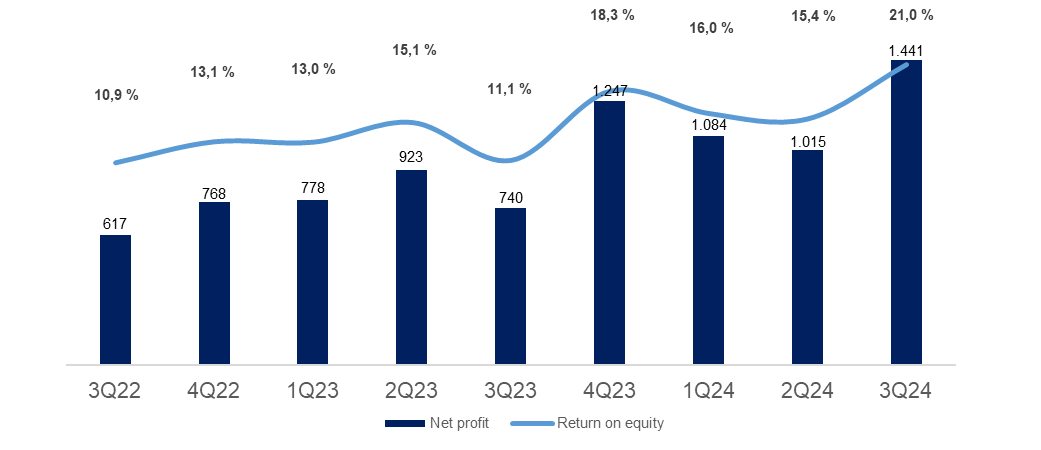 10,9 %
13,1 %
13,0 %
15,1 %
11,1 %
18,3 %
16,0 %
15,4 %
21,0 %
617
768
778
923
740
1.247
1.084
1.015
1.441
3Q22
4Q22
1Q23
2Q23
3Q23
4Q23
1Q24
2Q24
3Q24
Net profit
Return on equity